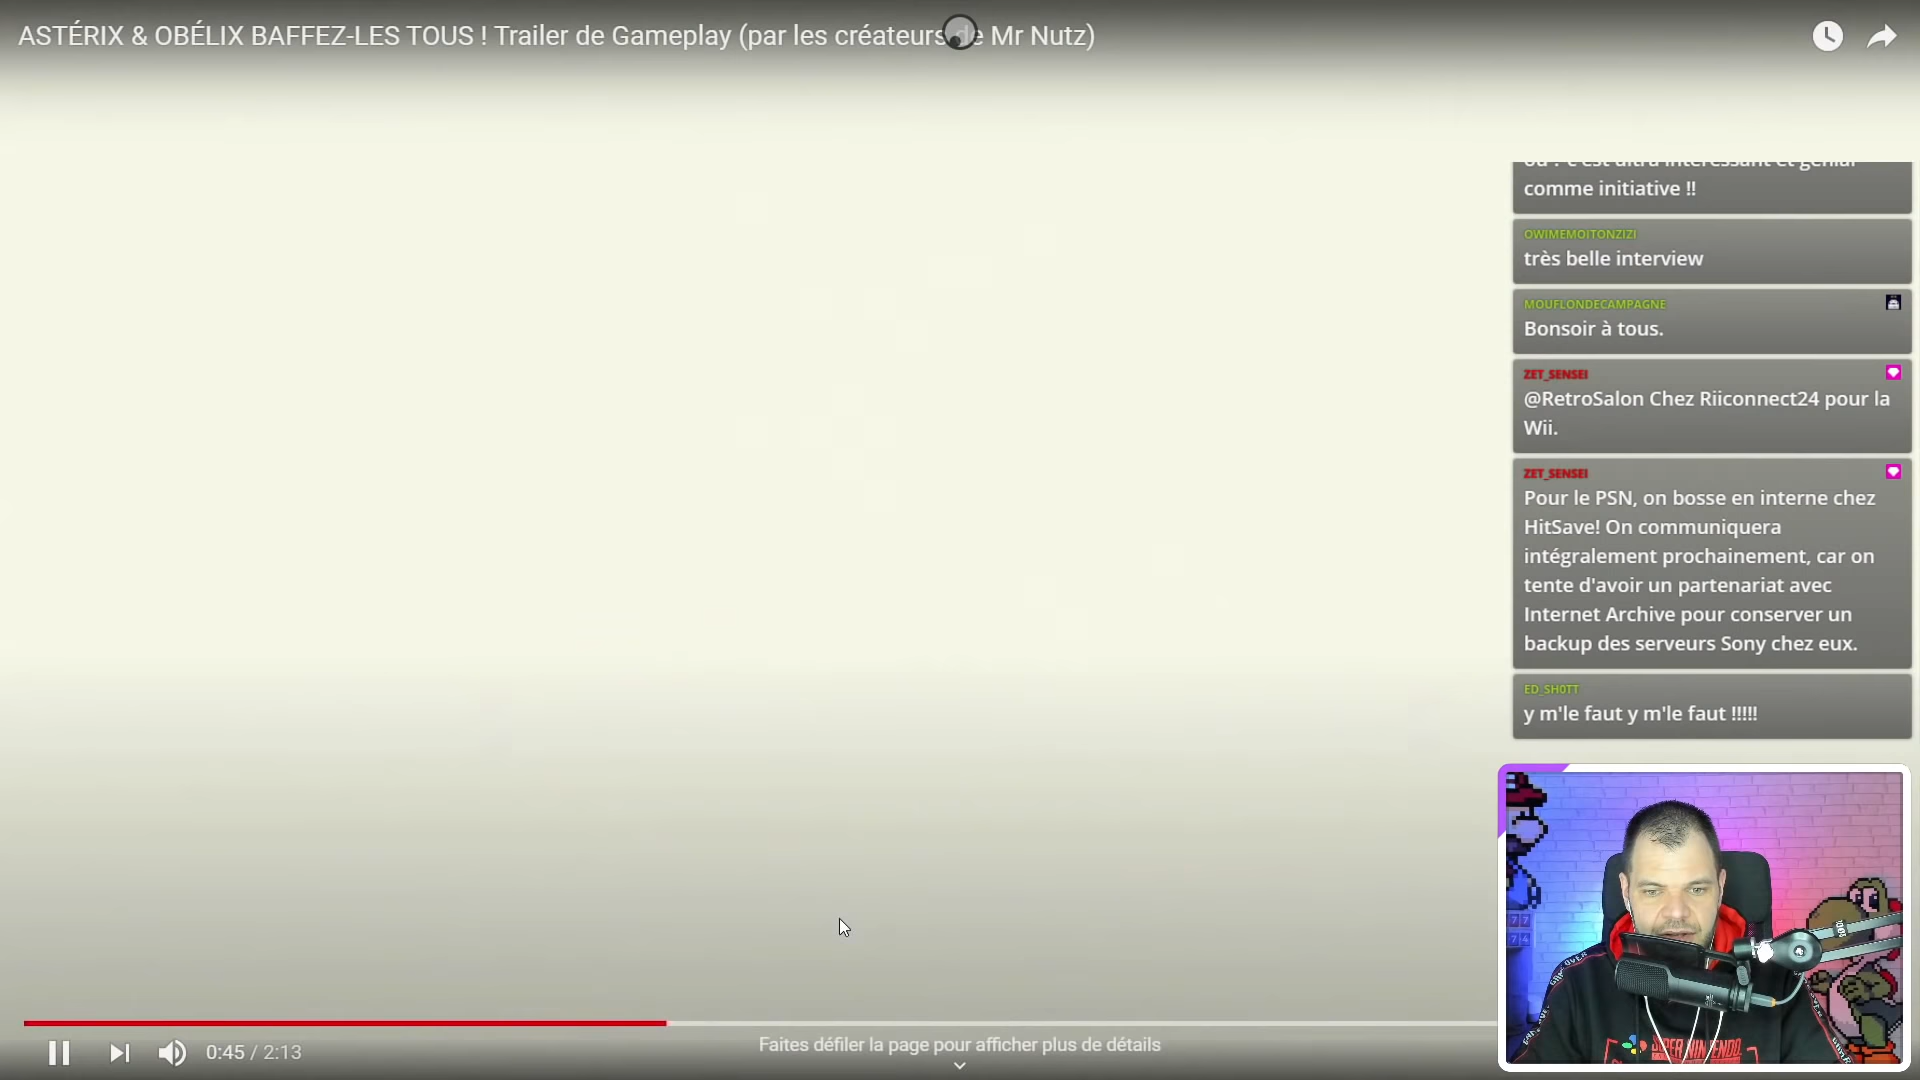 ASTÉRIX & OBÉLIX BAFFEZ-LES TOUS ! Trailer de Gameplay (par les créateurs de Mr Nutz)
comme initiative !!
OWIMEMOITONZIZI
très belle interview
MOUFLONDECAMPAGNE
Bonsoir à tous.
ZET_SENSEI
@RetroSalon Chez Riiconnect24 pour la
Wii.
ZET_SENSEI
Pour le PSN, on bosse en interne chez
HitSave! On communiquera
intégralement prochainement, car on
tente d'avoir un partenariat avec
Internet Archive pour conserver un
backup des serveurs Sony chez eux.
ED_SH0TT
y m'le faut y m'le faut !!!!!
0:45 / 2:13
Faites défiler la page pour afficher plus de détails
SUPER NINTENDO